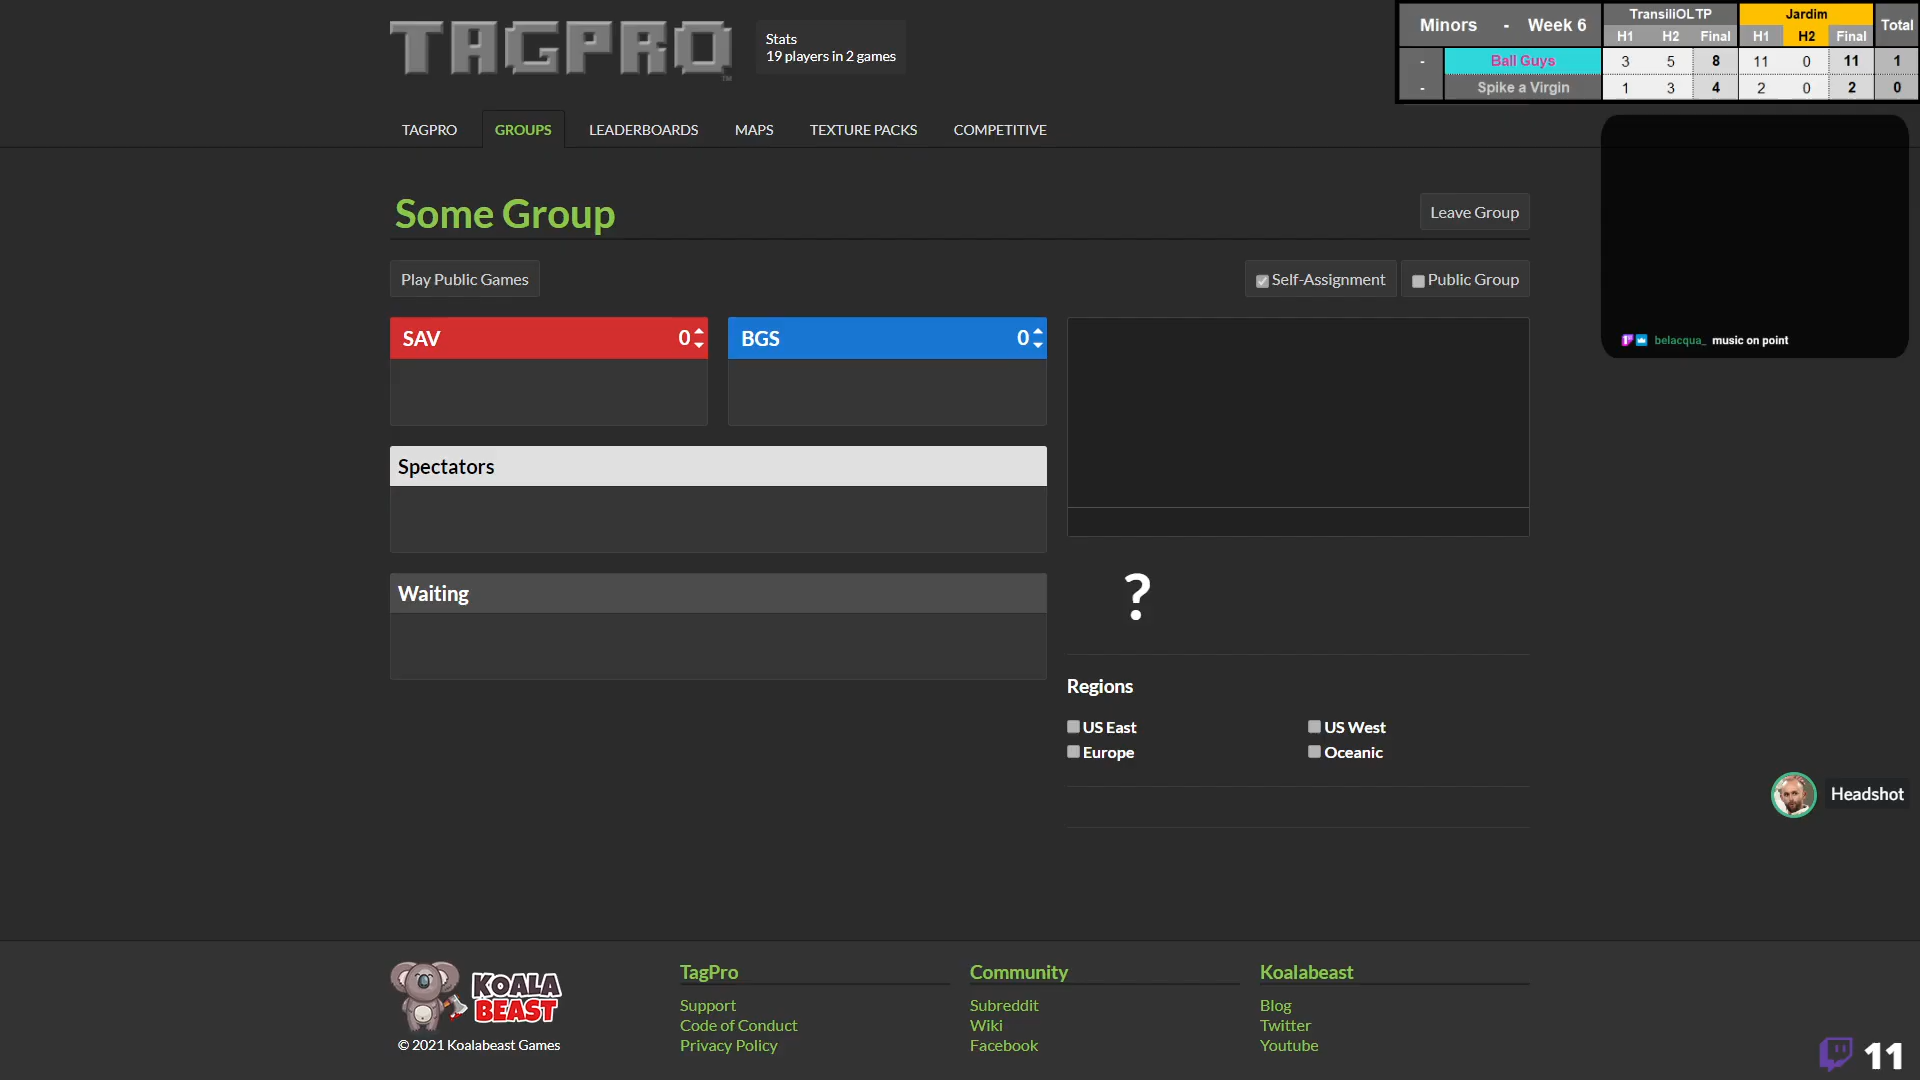 TAGPRO
TM
Stats
19 players in 2 games
Minors - Week 6
TransiliOLTP Jardim Total
H1 H2 Final H1 H2 Final
- Ball Guys 3 5 8 11 0 11 1
- Spike a Virgin 1 3 4 2 0 2 0
TAGPRO GROUPS LEADERBOARDS MAPS TEXTURE PACKS COMPETITIVE
Some Group
Leave Group
Play Public Games
Self-Assignment
Public Group
SAV 0
BGS 0
belacqua_ music on point
Spectators
Waiting
?
Regions
US East
US West
Europe
Oceanic
Headshot
KOALA
BEAST
© 2021 Koalabeast Games
TagPro
Support
Code of Conduct
Privacy Policy
Community
Subreddit
Wiki
Facebook
Koalabeast
Blog
Twitter
Youtube
11